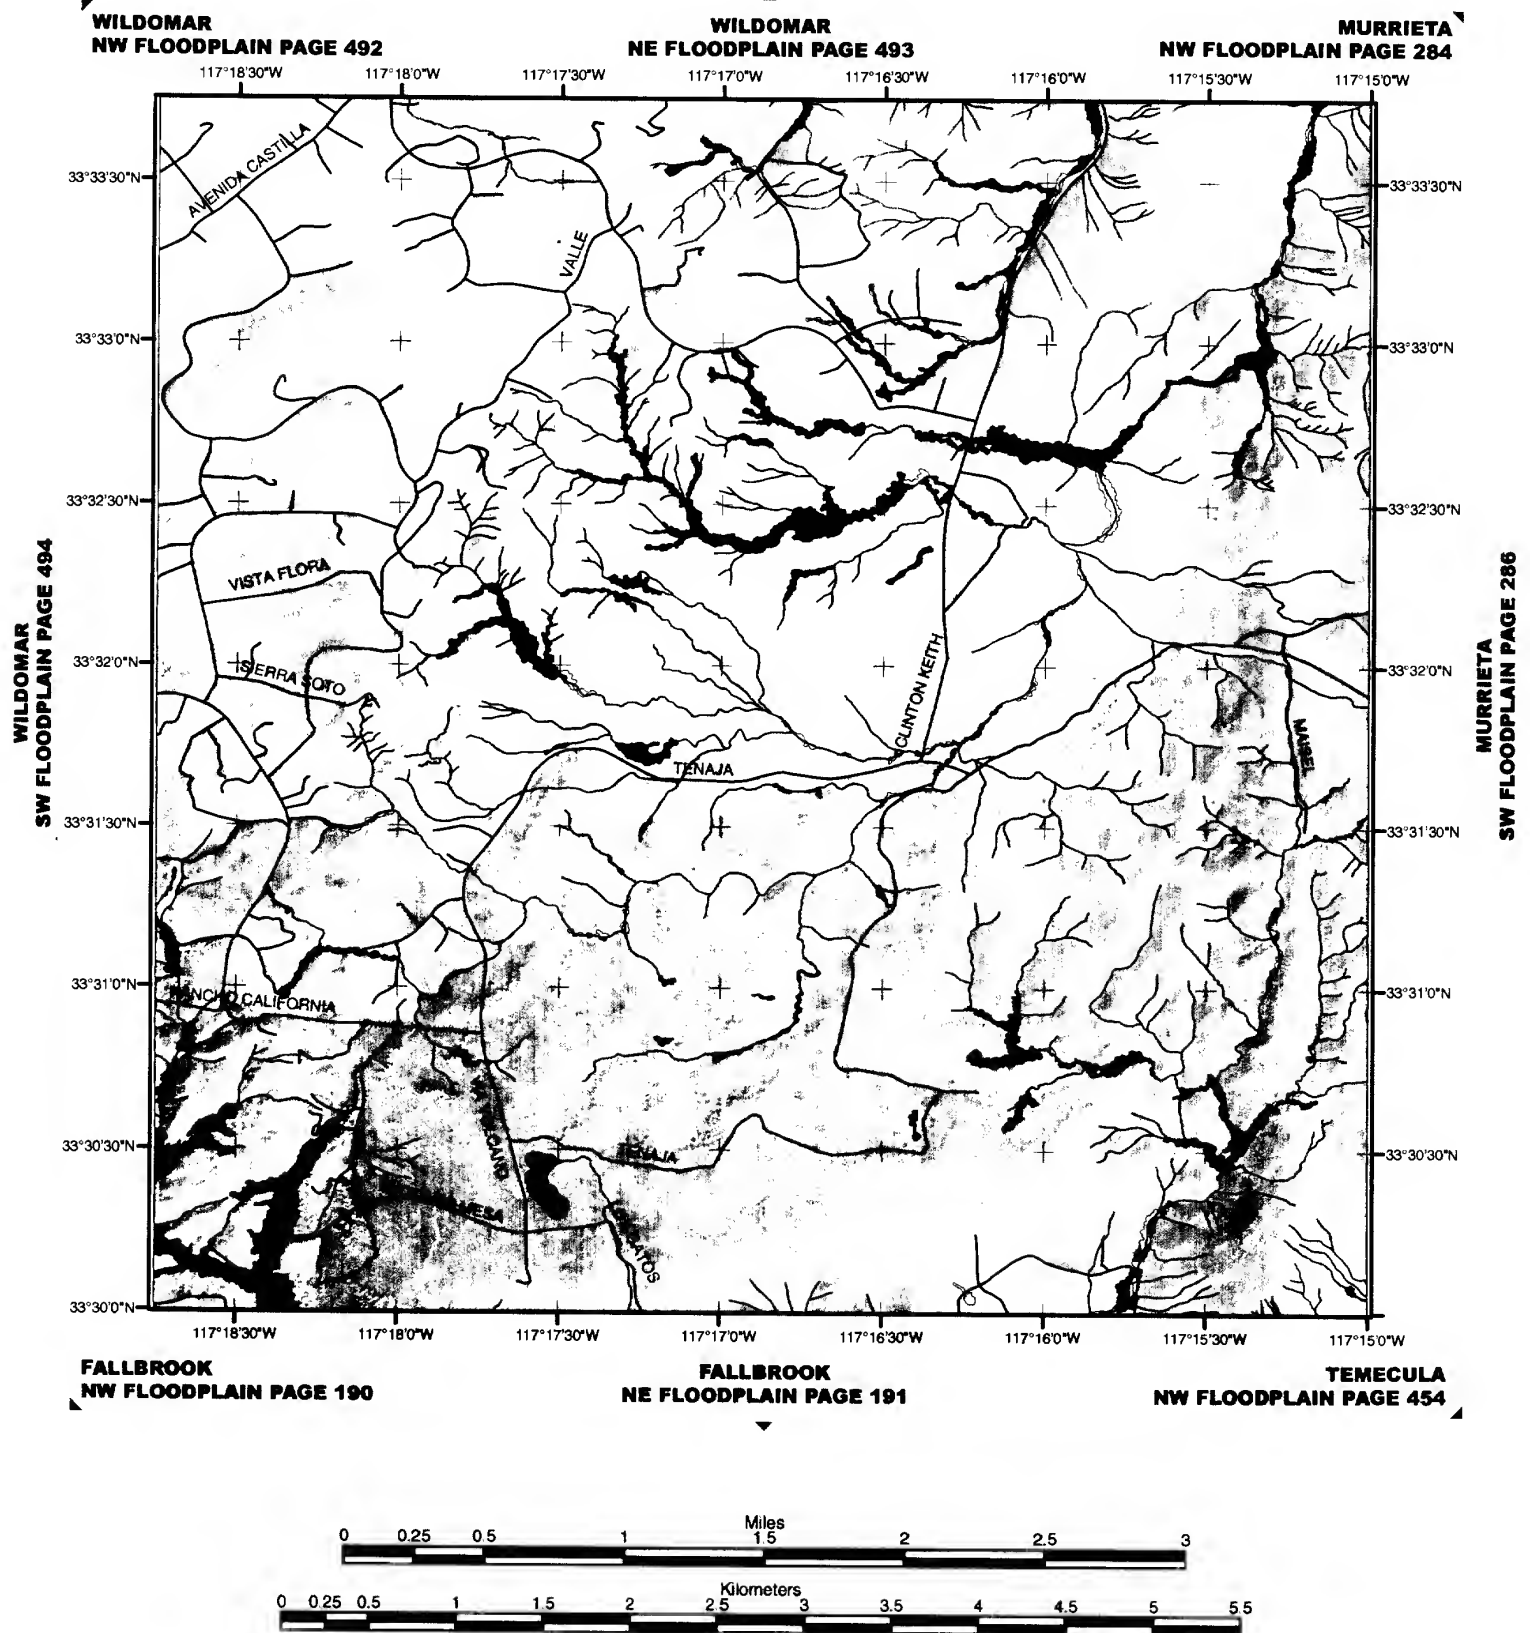 WILDOMAR
NW FLOODPLAIN PAGE 492
WILDOMAR
NE FLOODPLAIN PAGE 493
MURRIETA
NW FLOODPLAIN PAGE 284
117°18'30"W 117°18'0"W 117°17'30"W 117°17'0"W 117°16'30"W 117°16'0"W 117°15'30"W 117°15'0"W
AVENIDA CASTILLA
33°33'30"N 33°33'30"N
VALLE
33°33'0"N 33°33'0"N
33°32'30"N 33°32'30"N
WILDOMAR
SW FLOODPLAIN PAGE 494
MURRIETA
SW FLOODPLAIN PAGE 286
VISTA FLORA
33°32'0"N 33°32'0"N
SIERRA SOTO
CLINTON KEITH
MAISEL
TENAJA
33°31'30"N 33°31'30"N
33°31'0"N 33°31'0"N
CALIFORNIA
33°30'30"N 33°30'30"N
TENAJA
MESA
33°30'0"N
117°18'30"W 117°18'0"W 117°17'30"W 117°17'0"W 117°16'30"W 117°16'0"W 117°15'30"W 117°15'0"W
FALLBROOK
NW FLOODPLAIN PAGE 190
FALLBROOK
NE FLOODPLAIN PAGE 191
TEMECULA
NW FLOODPLAIN PAGE 454
Miles
0 0.25 0.5 1 1.5 2 2.5 3
Kilometers
0 0.25 0.5 1 1.5 2 2.5 3 3.5 4 4.5 5 5.5